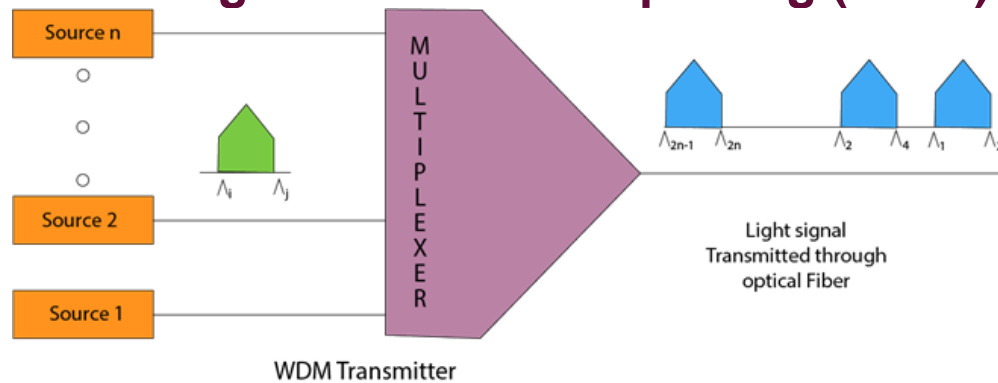 Source n
MULTIPLEXER
Λ2n-1 Λ2n Λ2 Λ4 Λ1
Λi Λj
Source 2
Light signal
Transmitted through
optical Fiber
Source 1
WDM Transmitter